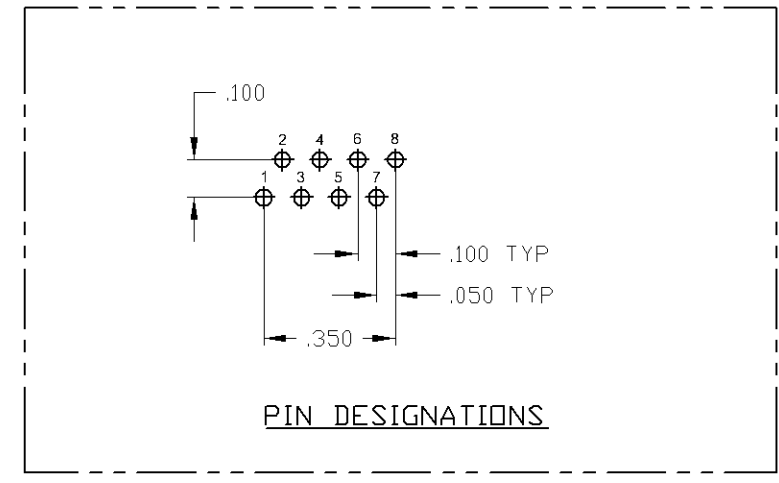 .100
2 4 6 8
1 3 5 7
.100 TYP
.050 TYP
.350
PIN DESIGNATIONS